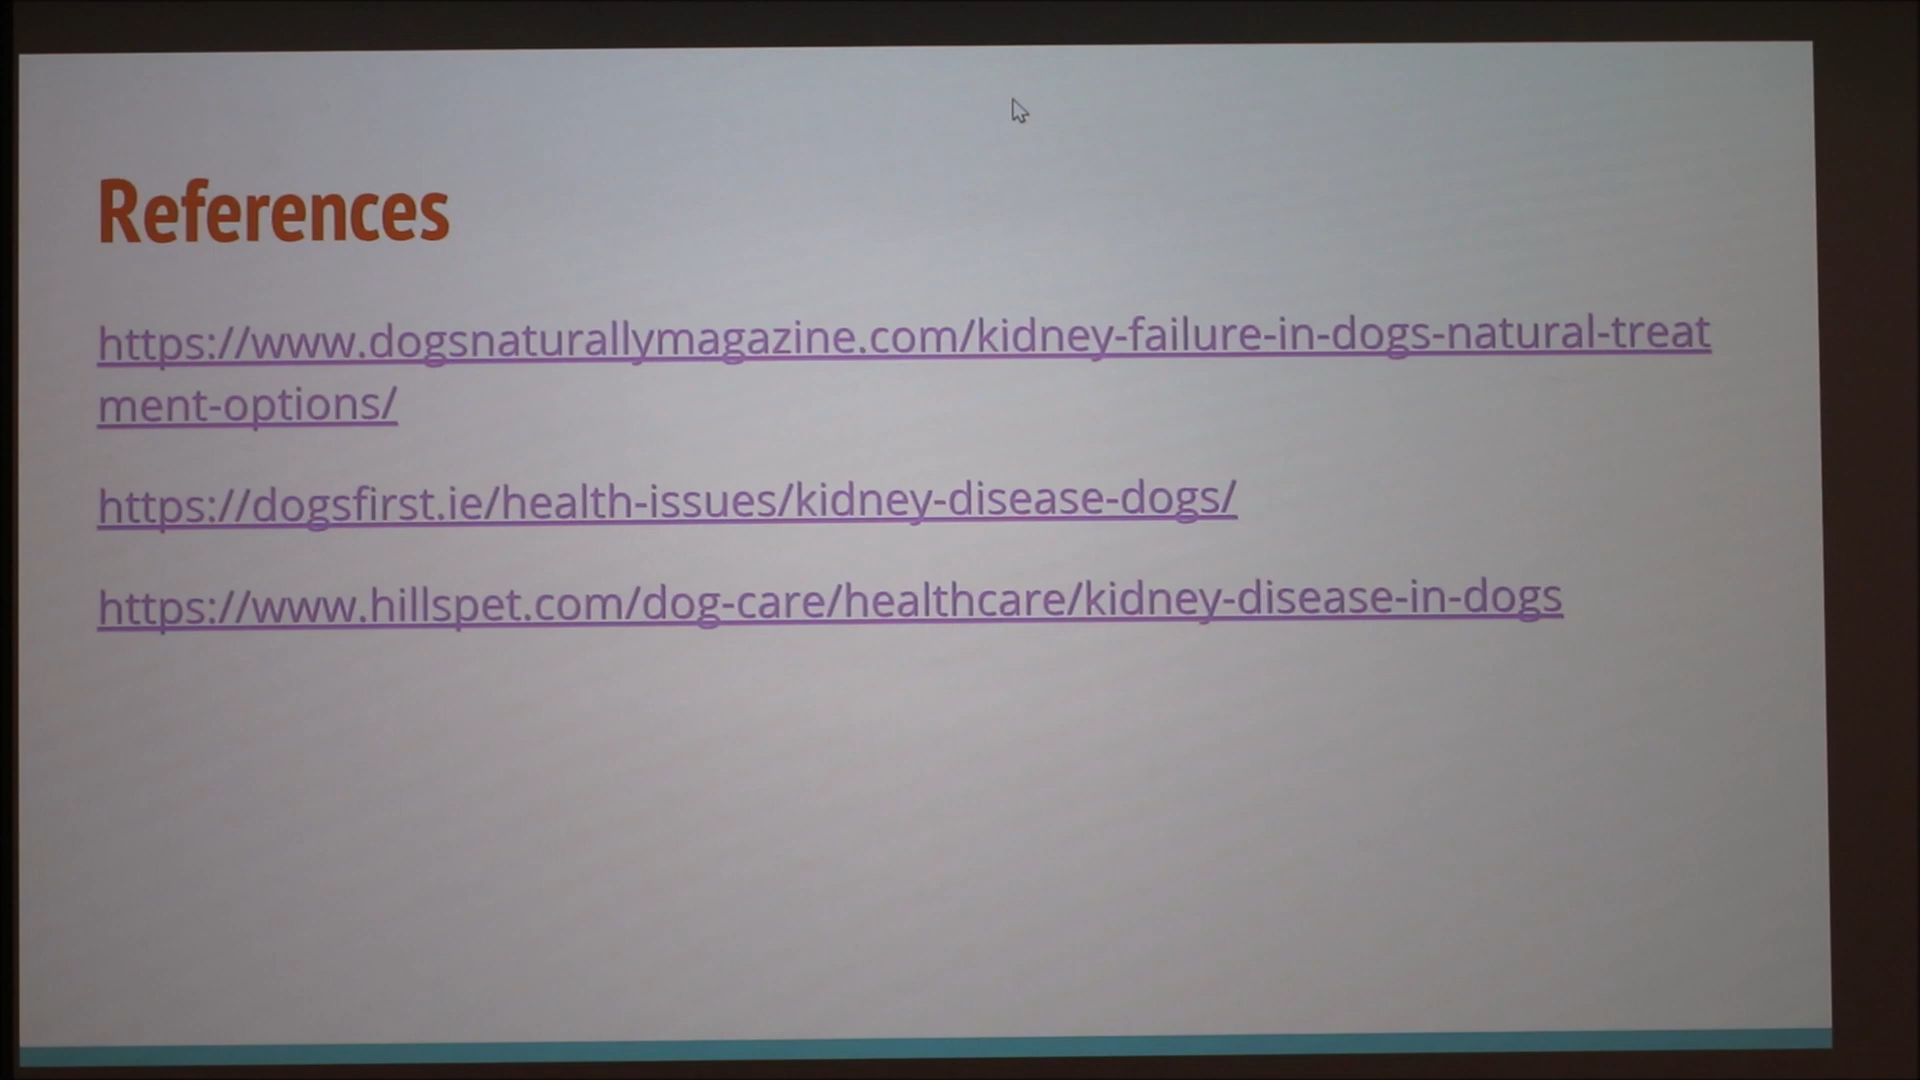 References
https://www.dogsnaturallymagazine.com/kidney-failure-in-dogs-natural-treat
ment-options/
https://dogsfirst.ie/health-issues/kidney-disease-dogs/
https://www.hillspet.com/dog-care/healthcare/kidney-disease-in-dogs